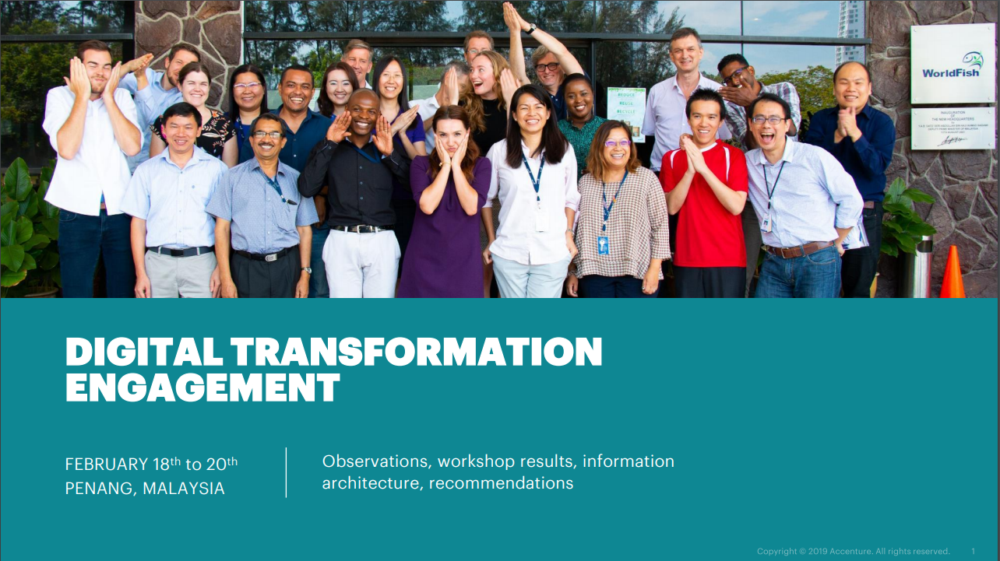 WorldFish
REDUCE
REUSE
RECYCLE
INAUGURATION
OF
THE NEW HEADQUARTERS
DIGITAL TRANSFORMATION
ENGAGEMENT
FEBRUARY 18th to 20th
PENANG, MALAYSIA
Observations, workshop results, information
architecture, recommendations
Copyright © 2019 Accenture. All rights reserved.
1